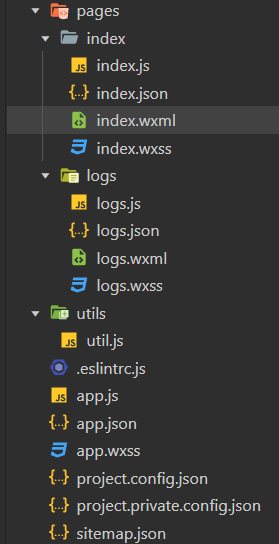 pages
index
index.js
index.json
index.wxml
index.wxss
logs
logs.js
logs.json
logs.wxml
logs.wxss
utils
util.js
.eslintrc.js
app.js
app.json
app.wxss
project.config.json
project.private.config.json
sitemap.json